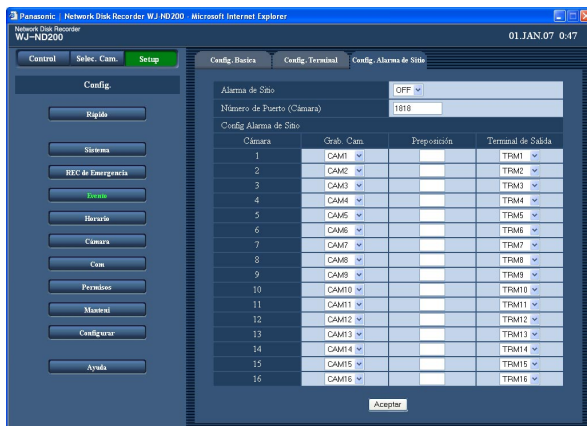 Panasonic | Network Disk Recorder WJ-ND200 - Microsoft Internet Explorer
Network Disk Recorder
WJ-ND200
01.JAN.07 0:47
Control Selec. Cam. Setup
Config. Basica Config. Terminal Config. Alarma de Sitio
Config.
Rápido
Sistema
REC de Emergencia
Evento
Horario
Cámara
Com
Permisos
Manteni
Configurar
Ayuda
Alarma de Sitio OFF
Número de Puerto (Cámara) 1818
Config Alarma de Sitio
Cámara Grab. Cam. Preposición Terminal de Salida
1 CAM1 TRM1
2 CAM2 TRM2
3 CAM3 TRM3
4 CAM4 TRM4
5 CAM5 TRM5
6 CAM6 TRM6
7 CAM7 TRM7
8 CAM8 TRM8
9 CAM9 TRM9
10 CAM10 TRM10
11 CAM11 TRM11
12 CAM12 TRM12
13 CAM13 TRM13
14 CAM14 TRM14
15 CAM15 TRM15
16 CAM16 TRM16
Aceptar